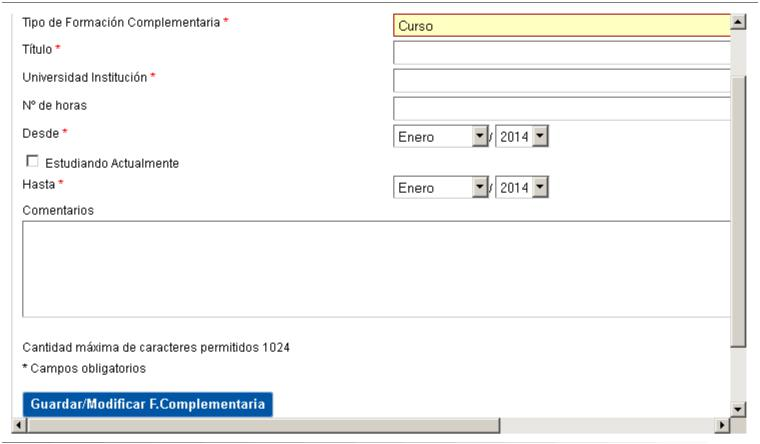 Tipo de Formación Complementaria * Curso
Título *
Universidad Institución *
Nº de horas
Desde * Enero / 2014
Estudiando Actualmente
Hasta * Enero / 2014
Comentarios
Cantidad máxima de caracteres permitidos 1024
* Campos obligatorios
Guardar/Modificar F.Complementaria